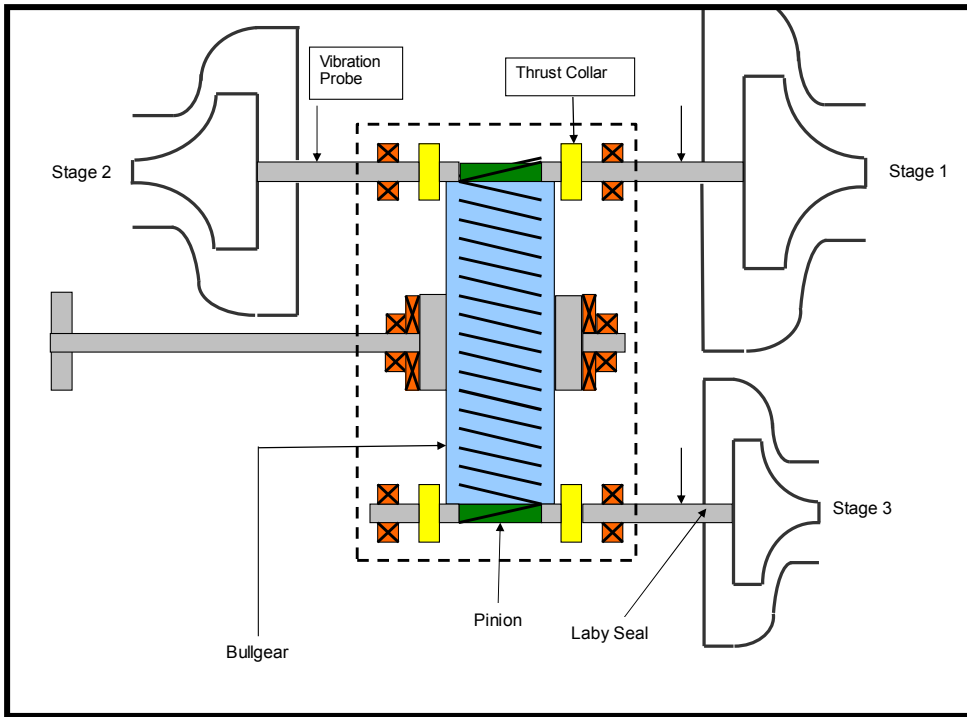 Vibration
Probe
Thrust Collar
Stage 2
Stage 1
Stage 3
Pinion
Laby Seal
Bullgear